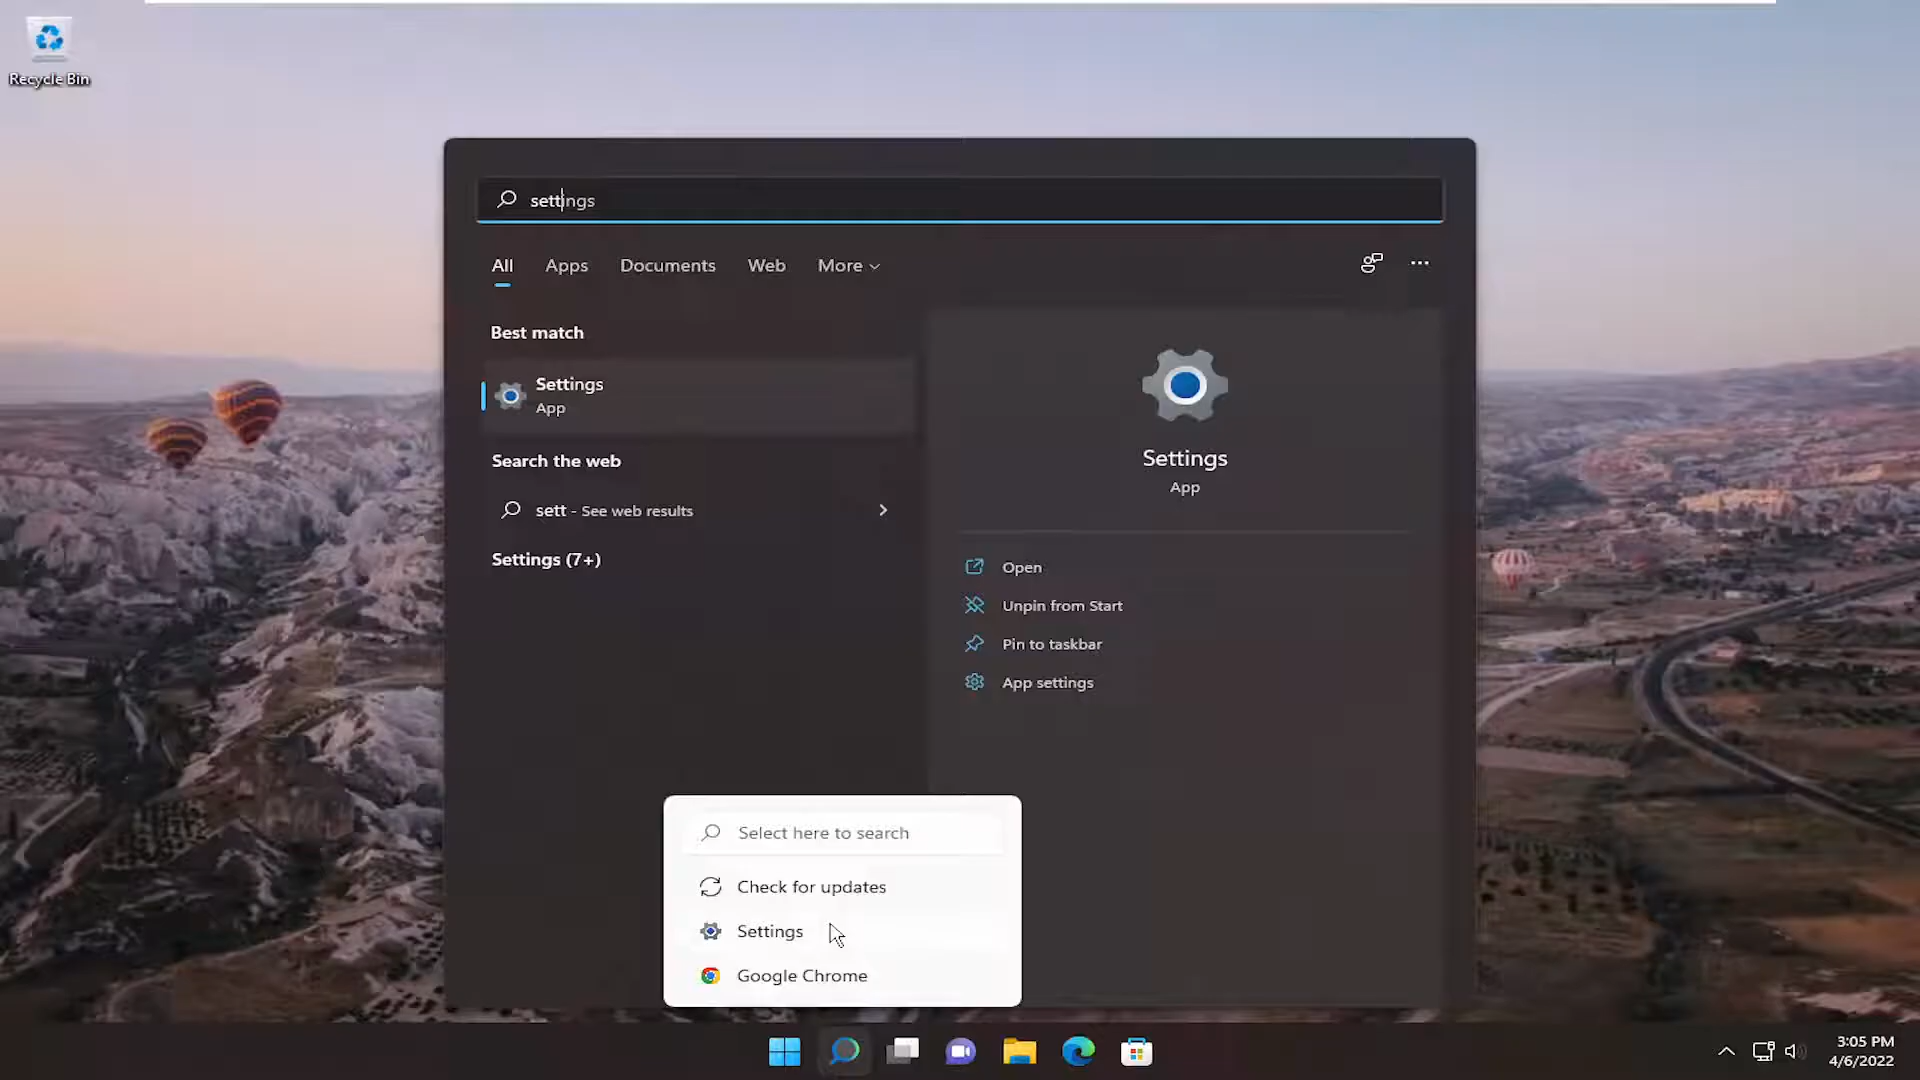 Recycle Bin
settings
All Apps Documents Web More
Best match
Settings
App
Search the web
sett - See web results
Settings (7+)
Settings
App
Open
Unpin from Start
Pin to taskbar
App settings
Select here to search
Check for updates
Settings
Google Chrome
3:05 PM
4/6/2022